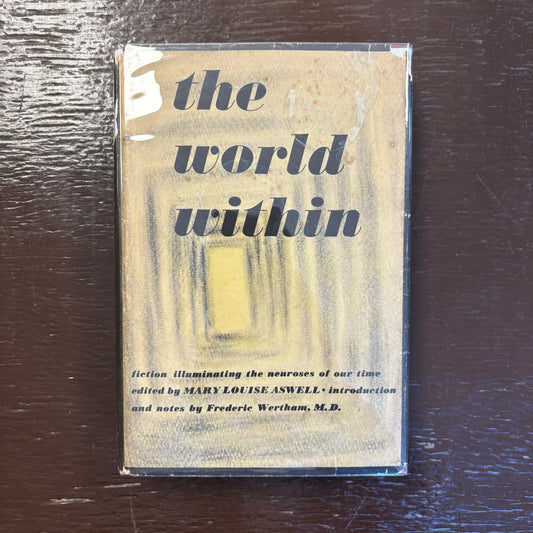 the
world
within
fiction illuminating the neuroses of our time
edited by MARY LOUISE ASWELL • introduction
and notes by Frederic Wertham, M.D.